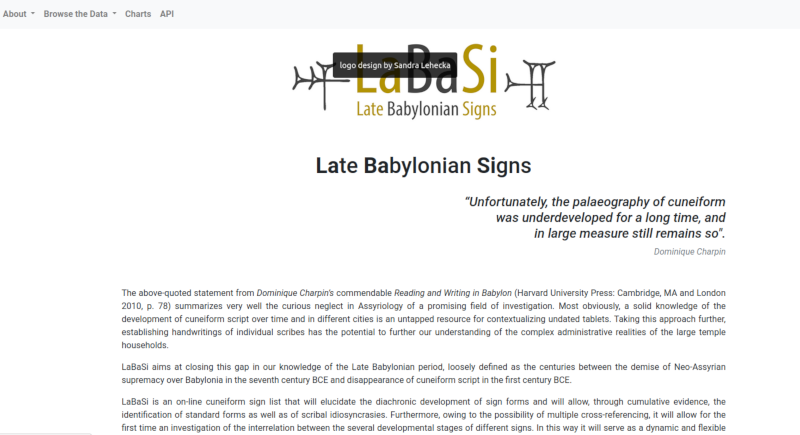 About Browse the Data Charts API
LaBaSi
logo design by Sandra Lehecka
Late Babylonian Signs
Late Babylonian Signs
“Unfortunately, the palaeography of cuneiform
was underdeveloped for a long time, and
in large measure still remains so".
Dominique Charpin
The above-quoted statement from Dominique Charpin's commendable Reading and Writing in Babylon (Harvard University Press: Cambridge, MA and London
2010, p. 78) summarizes very well the curious neglect in Assyriology of a promising field of investigation. Most obviously, a solid knowledge of the
development of cuneiform script over time and in different cities is an untapped resource for contextualizing undated tablets. Taking this approach further,
establishing handwritings of individual scribes has the potential to further our understanding of the complex administrative realities of the large temple
households.
LaBaSi aims at closing this gap in our knowledge of the Late Babylonian period, loosely defined as the centuries between the demise of Neo-Assyrian
supremacy over Babylonia in the seventh century BCE and disappearance of cuneiform script in the first century BCE.
LaBaSi is an on-line cuneiform sign list that will elucidate the diachronic development of sign forms and will allow, through cumulative evidence, the
identification of standard forms as well as of scribal idiosyncrasies. Furthermore, owing to the possibility of multiple cross-referencing, it will allow for the
first time an investigation of the interrelation between the several developmental stages of different signs. In this way it will serve as a dynamic and flexible